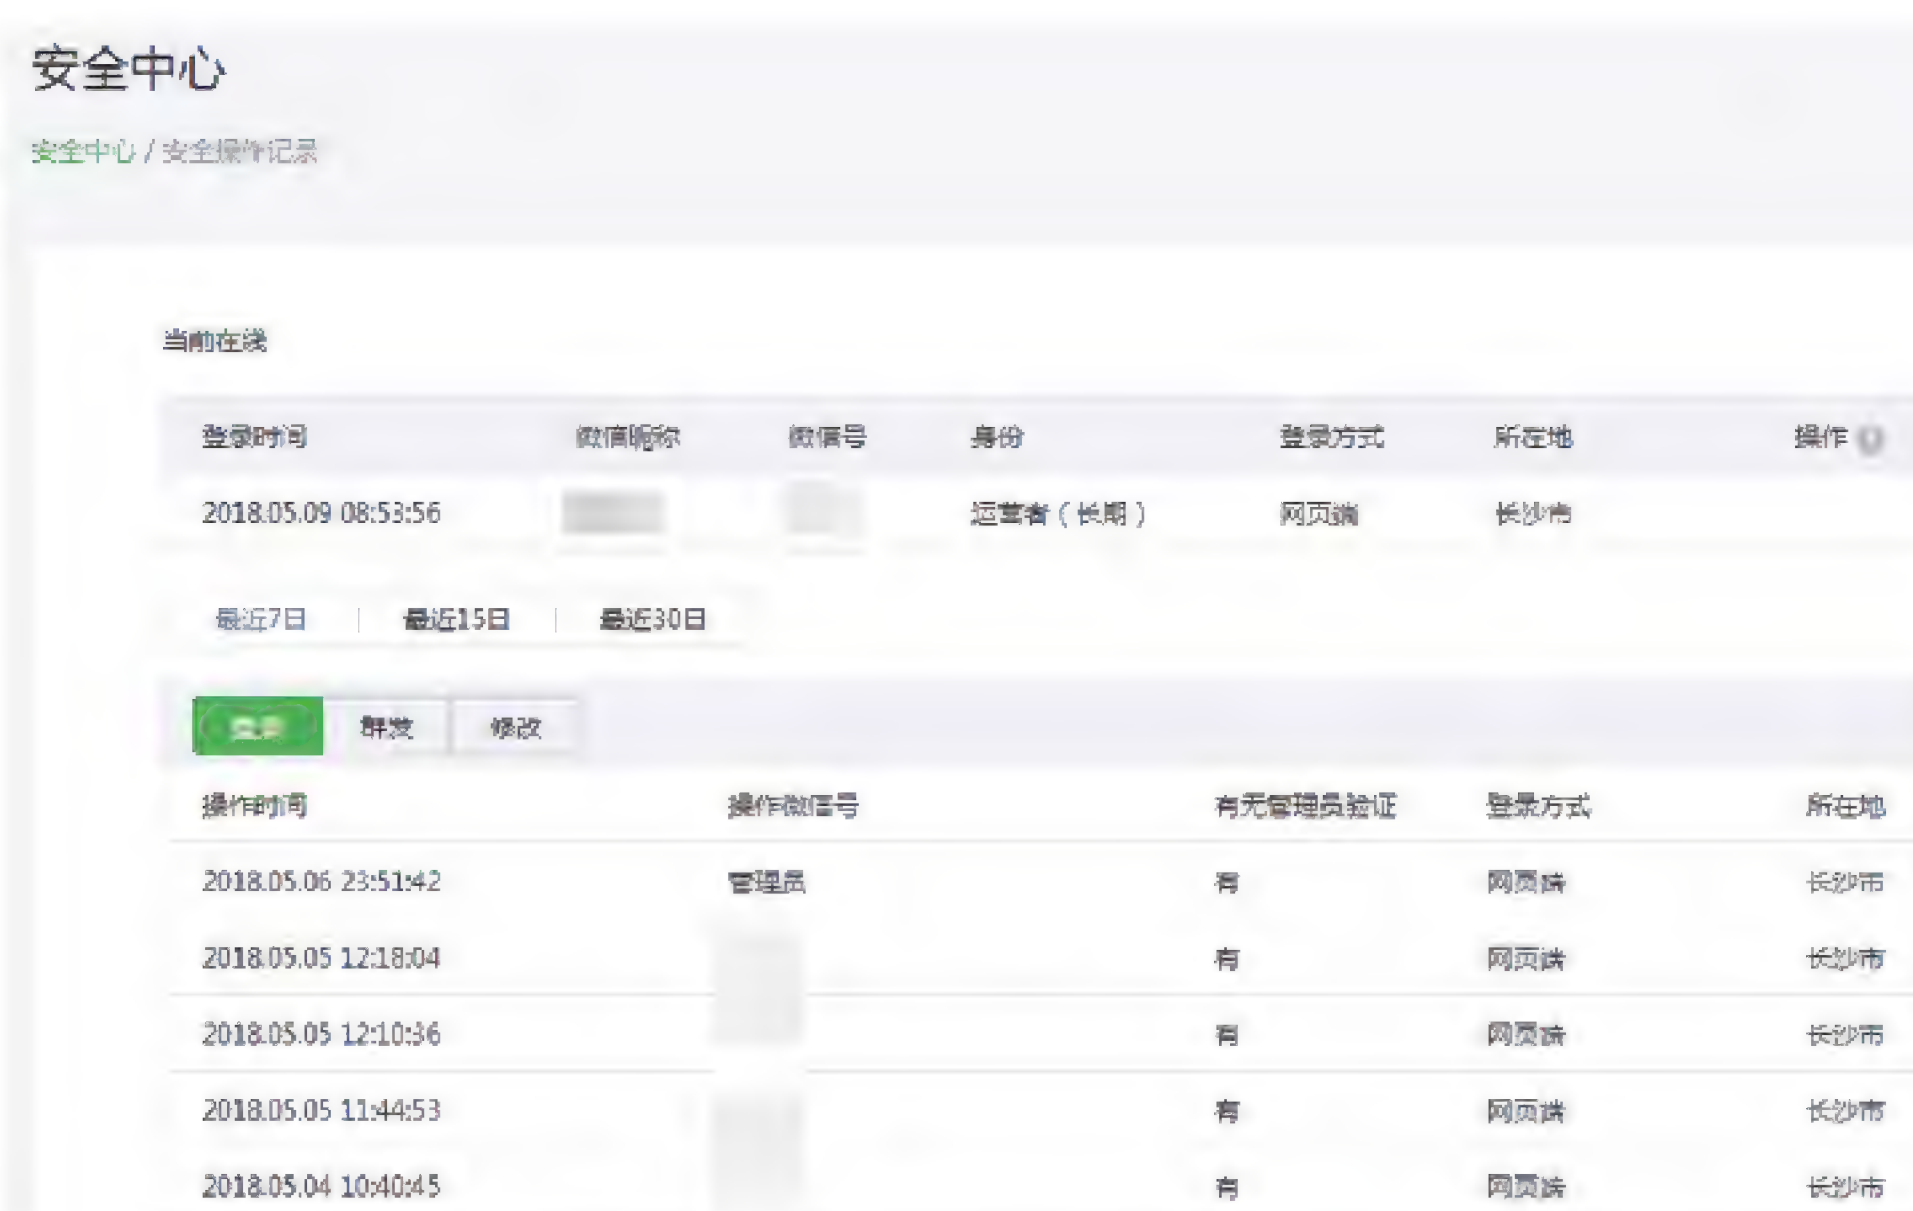 安全中心
安全中心 / 安全操作记录
当前在线
登录时间 微信昵称 微信号 身份 登录方式 所在地 操作
2018.05.09 08:53:56 运营者（长期） 网页端 长沙市
最近7日 最近15日 最近30日
登录 群发 修改
操作时间 操作微信号 有无管理员验证 登录方式 所在地
2018.05.06 23:51:42 管理员 有 网页端 长沙市
2018.05.05 12:18:04 有 网页端 长沙市
2018.05.05 12:10:36 有 网页端 长沙市
2018.05.05 11:44:53 有 网页端 长沙市
2018.05.04 10:40:45 有 网页端 长沙市